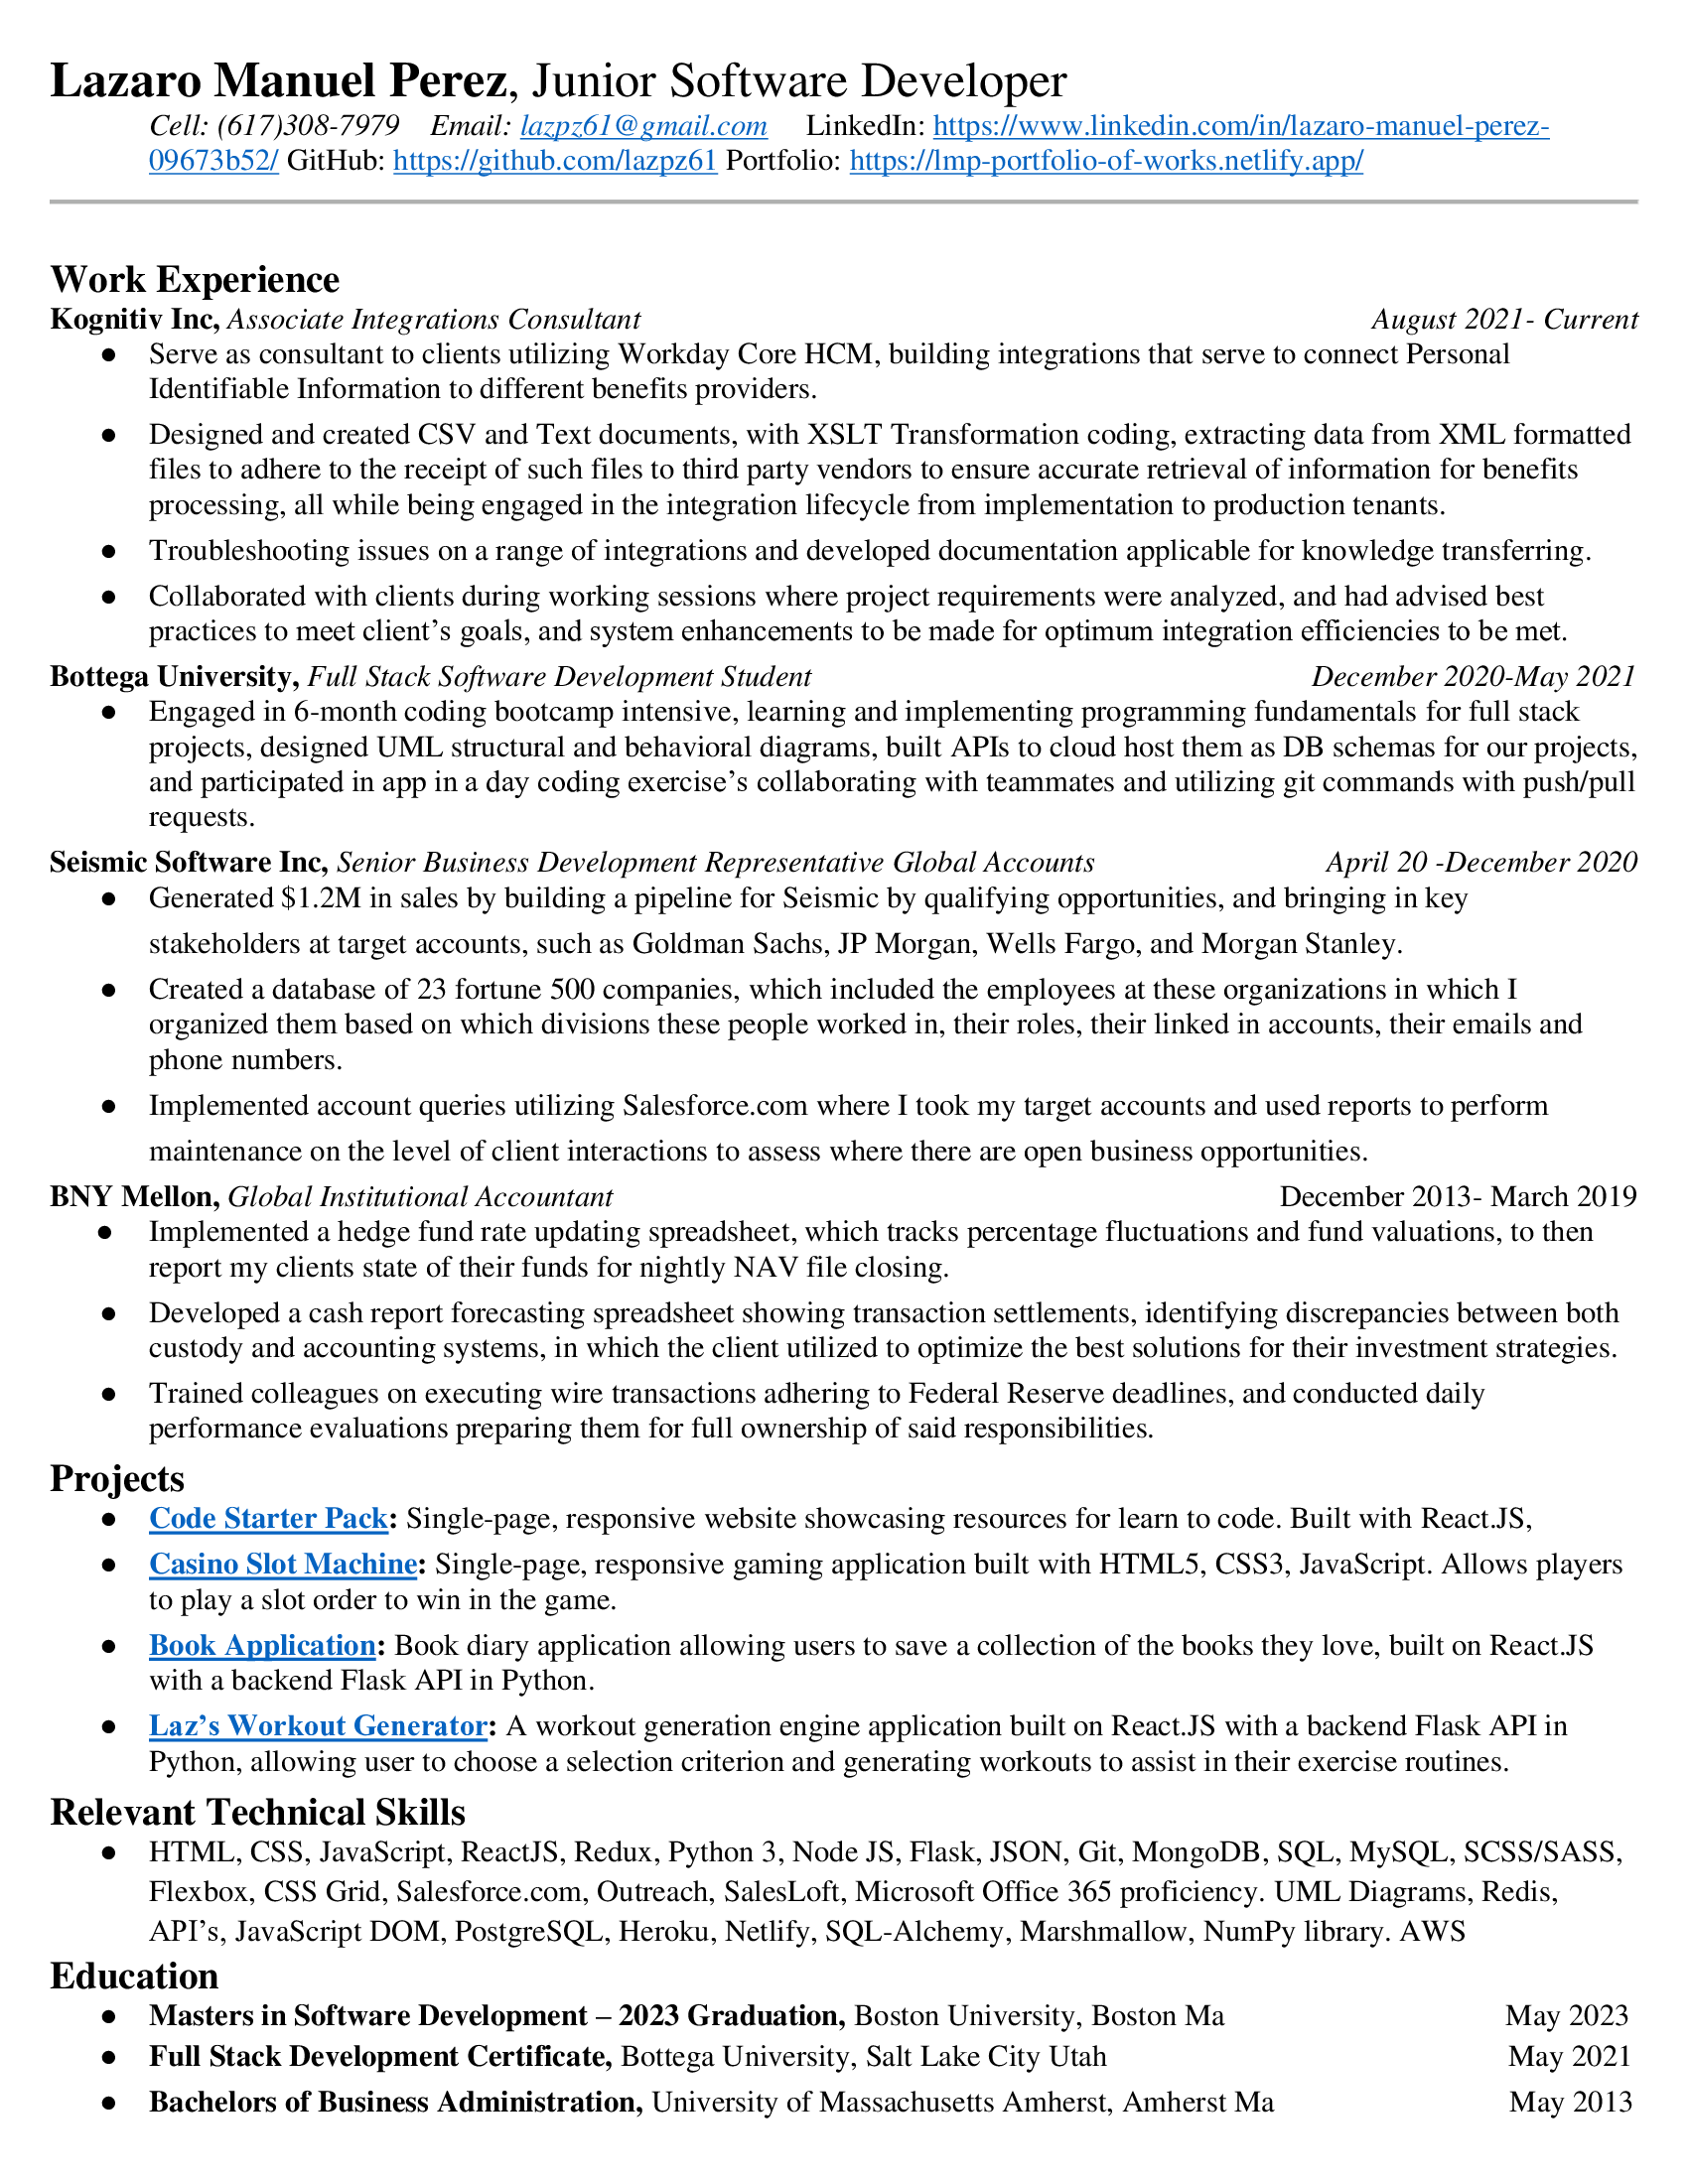 Lazaro Manuel Perez, Junior Software Developer
Cell: (617)308-7979 Email: lazpz61@gmail.com LinkedIn: https://www.linkedin.com/in/lazaro-manuel-perez-
09673b52/ GitHub: https://github.com/lazpz61 Portfolio: https://lmp-portfolio-of-works.netlify.app/
Work Experience
Kognitiv Inc, Associate Integrations Consultant August 2021- Current
● Serve as consultant to clients utilizing Workday Core HCM, building integrations that serve to connect Personal
Identifiable Information to different benefits providers.
● Designed and created CSV and Text documents, with XSLT Transformation coding, extracting data from XML formatted
files to adhere to the receipt of such files to third party vendors to ensure accurate retrieval of information for benefits
processing, all while being engaged in the integration lifecycle from implementation to production tenants.
● Troubleshooting issues on a range of integrations and developed documentation applicable for knowledge transferring.
● Collaborated with clients during working sessions where project requirements were analyzed, and had advised best
practices to meet client’s goals, and system enhancements to be made for optimum integration efficiencies to be met.
Bottega University, Full Stack Software Development Student December 2020-May 2021
● Engaged in 6-month coding bootcamp intensive, learning and implementing programming fundamentals for full stack
projects, designed UML structural and behavioral diagrams, built APIs to cloud host them as DB schemas for our projects,
and participated in app in a day coding exercise’s collaborating with teammates and utilizing git commands with push/pull
requests.
Seismic Software Inc, Senior Business Development Representative Global Accounts April 20 -December 2020
● Generated $1.2M in sales by building a pipeline for Seismic by qualifying opportunities, and bringing in key
stakeholders at target accounts, such as Goldman Sachs, JP Morgan, Wells Fargo, and Morgan Stanley.
● Created a database of 23 fortune 500 companies, which included the employees at these organizations in which I
organized them based on which divisions these people worked in, their roles, their linked in accounts, their emails and
phone numbers.
● Implemented account queries utilizing Salesforce.com where I took my target accounts and used reports to perform
maintenance on the level of client interactions to assess where there are open business opportunities.
BNY Mellon, Global Institutional Accountant December 2013- March 2019
● Implemented a hedge fund rate updating spreadsheet, which tracks percentage fluctuations and fund valuations, to then
report my clients state of their funds for nightly NAV file closing.
● Developed a cash report forecasting spreadsheet showing transaction settlements, identifying discrepancies between both
custody and accounting systems, in which the client utilized to optimize the best solutions for their investment strategies.
● Trained colleagues on executing wire transactions adhering to Federal Reserve deadlines, and conducted daily
performance evaluations preparing them for full ownership of said responsibilities.
Projects
● Code Starter Pack: Single-page, responsive website showcasing resources for learn to code. Built with React.JS,
● Casino Slot Machine: Single-page, responsive gaming application built with HTML5, CSS3, JavaScript. Allows players
to play a slot order to win in the game.
● Book Application: Book diary application allowing users to save a collection of the books they love, built on React.JS
with a backend Flask API in Python.
● Laz’s Workout Generator: A workout generation engine application built on React.JS with a backend Flask API in
Python, allowing user to choose a selection criterion and generating workouts to assist in their exercise routines.
Relevant Technical Skills
● HTML, CSS, JavaScript, ReactJS, Redux, Python 3, Node JS, Flask, JSON, Git, MongoDB, SQL, MySQL, SCSS/SASS,
Flexbox, CSS Grid, Salesforce.com, Outreach, SalesLoft, Microsoft Office 365 proficiency. UML Diagrams, Redis,
API’s, JavaScript DOM, PostgreSQL, Heroku, Netlify, SQL-Alchemy, Marshmallow, NumPy library. AWS
Education
● Masters in Software Development – 2023 Graduation, Boston University, Boston Ma May 2023
● Full Stack Development Certificate, Bottega University, Salt Lake City Utah May 2021
● Bachelors of Business Administration, University of Massachusetts Amherst, Amherst Ma May 2013